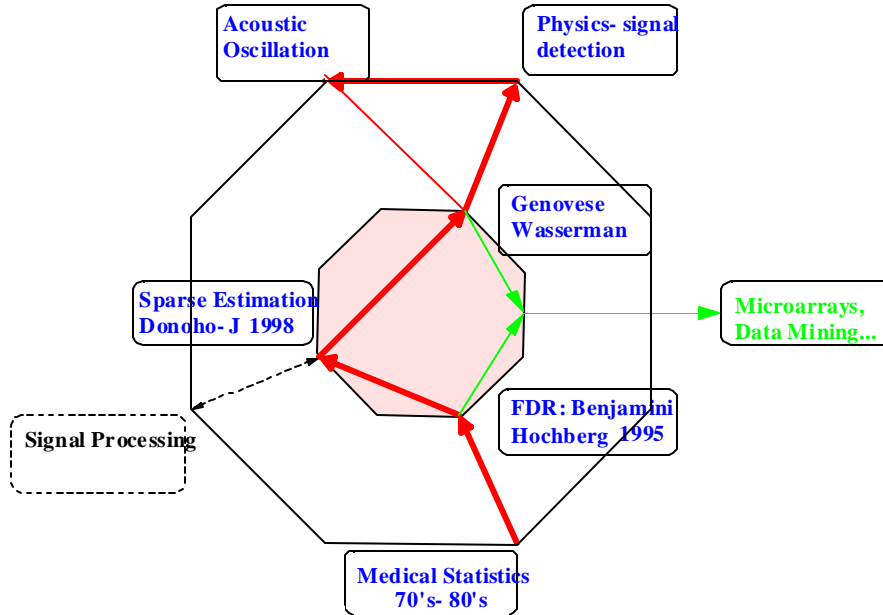 Acoustic
Oscillation
Physics- signal
detection
Genovese
Wasserman
Sparse Estimation
Donoho- J 1998
Microarrays,
Data Mining...
FDR: Benjamini
Hochberg 1995
Signal Processing
Medical Statistics
70's- 80's